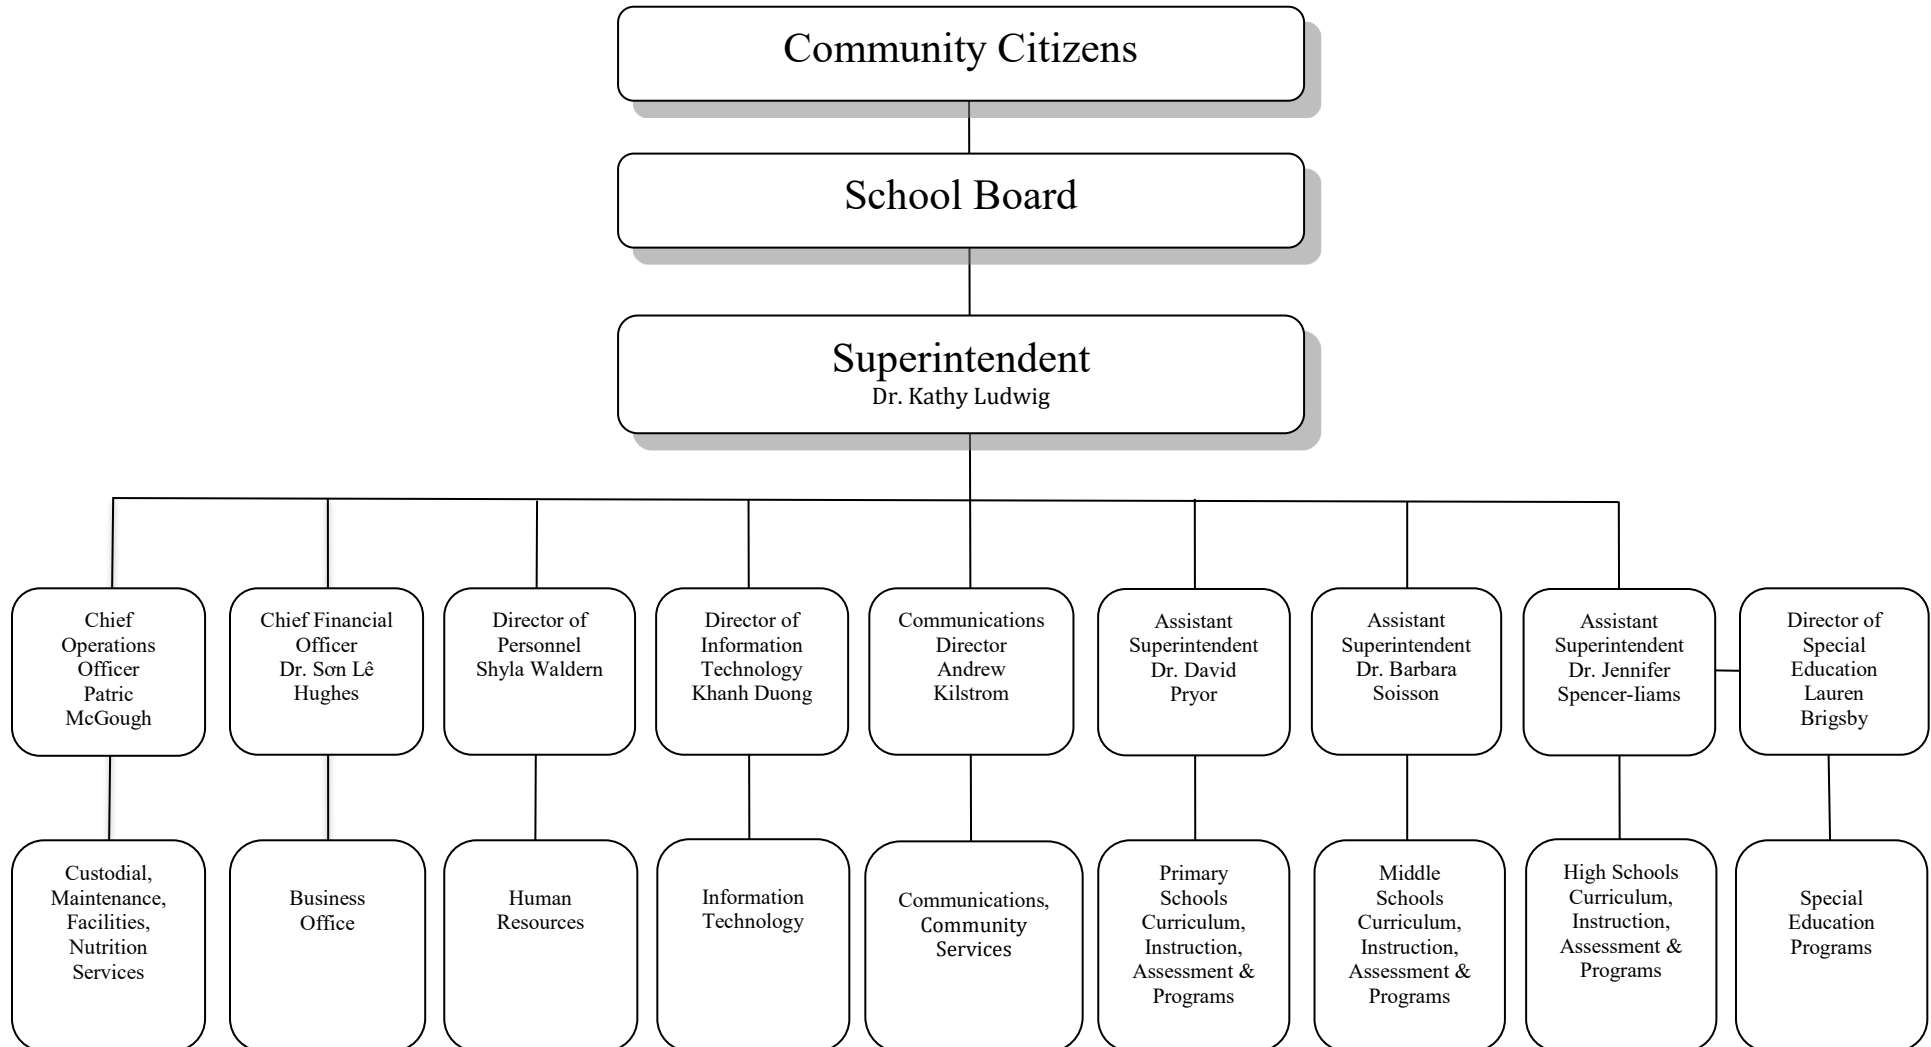 Community Citizens
School Board
Superintendent
Dr. Kathy Ludwig
Chief
Operations
Officer
Patric
McGough
Chief Financial
Officer
Dr. Sơn Lê
Hughes
Director of
Personnel
Shyla Waldern
Director of
Information
Technology
Khanh Duong
Communications
Director
Andrew
Kilstrom
Assistant
Superintendent
Dr. David
Pryor
Assistant
Superintendent
Dr. Barbara
Soisson
Assistant
Superintendent
Dr. Jennifer
Spencer-Iiams
Director of
Special
Education
Lauren
Brigsby
Custodial,
Maintenance,
Facilities,
Nutrition
Services
Business
Office
Human
Resources
Information
Technology
Communications,
Community
Services
Primary
Schools
Curriculum,
Instruction,
Assessment &
Programs
Middle
Schools
Curriculum,
Instruction,
Assessment &
Programs
High Schools
Curriculum,
Instruction,
Assessment &
Programs
Special
Education
Programs